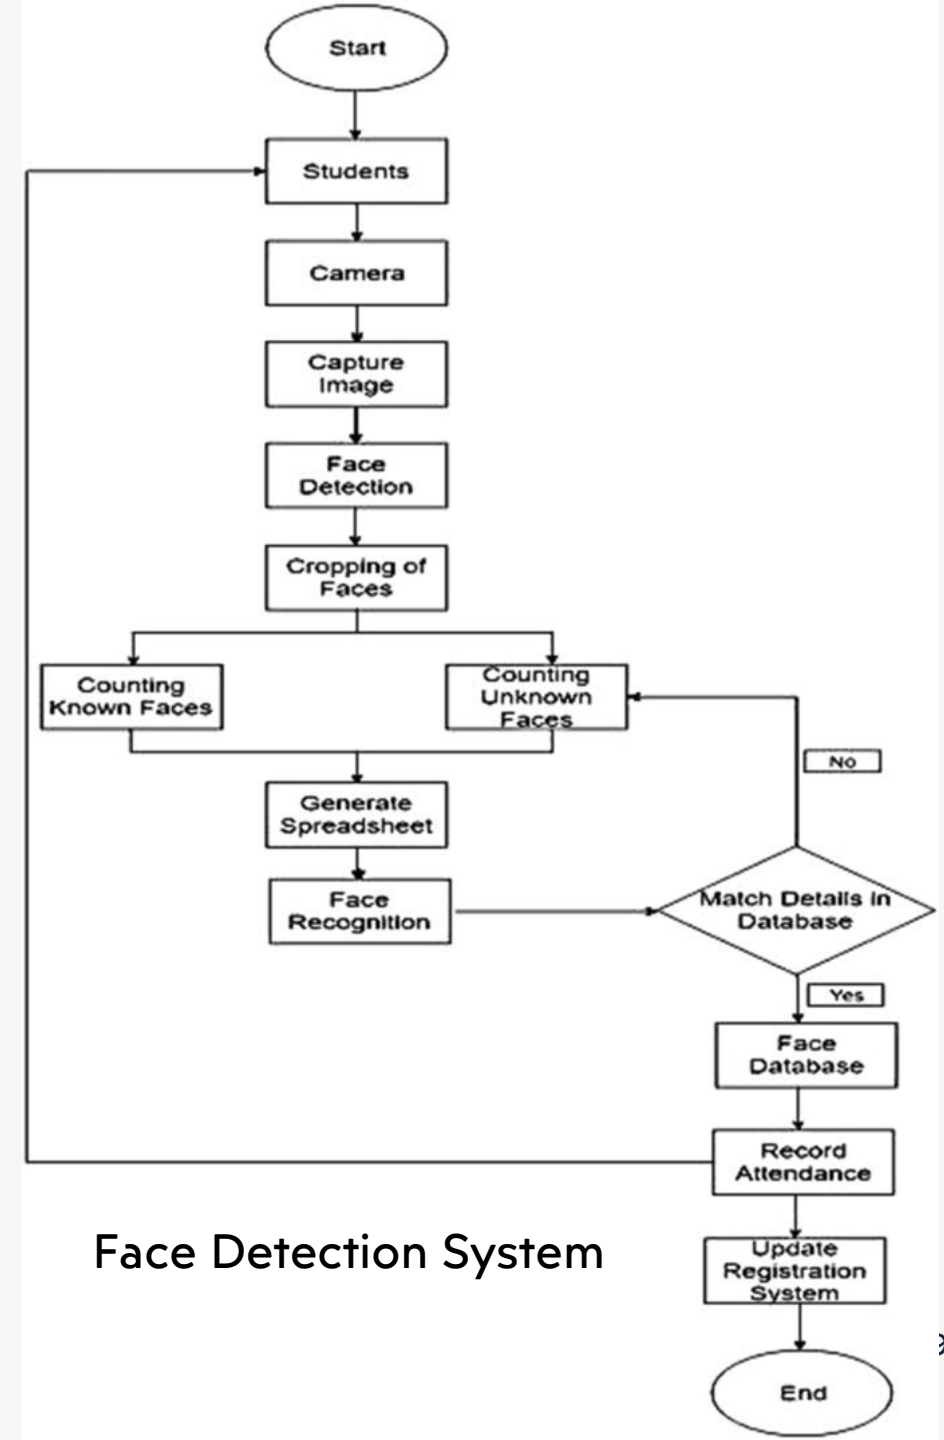 Start
Students
Camera
Capture
Image
Face
Detection
Cropping of
Faces
Counting
Known Faces
Counting
Unknown
Faces
No
Generate
Spreadsheet
Face
Recognition
Match Details in
Database
Yes
Face
Database
Record
Attendance
Update
Registration
System
End
Face Detection System